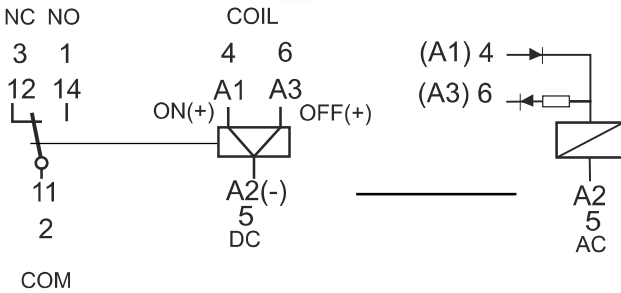 NC NO
COIL
3 1
4 6
12 14
A1 A3
ON(+) OFF(+)
11
2
COM
A2(-)
5
DC
(A1) 4
(A3) 6
A2
5
AC